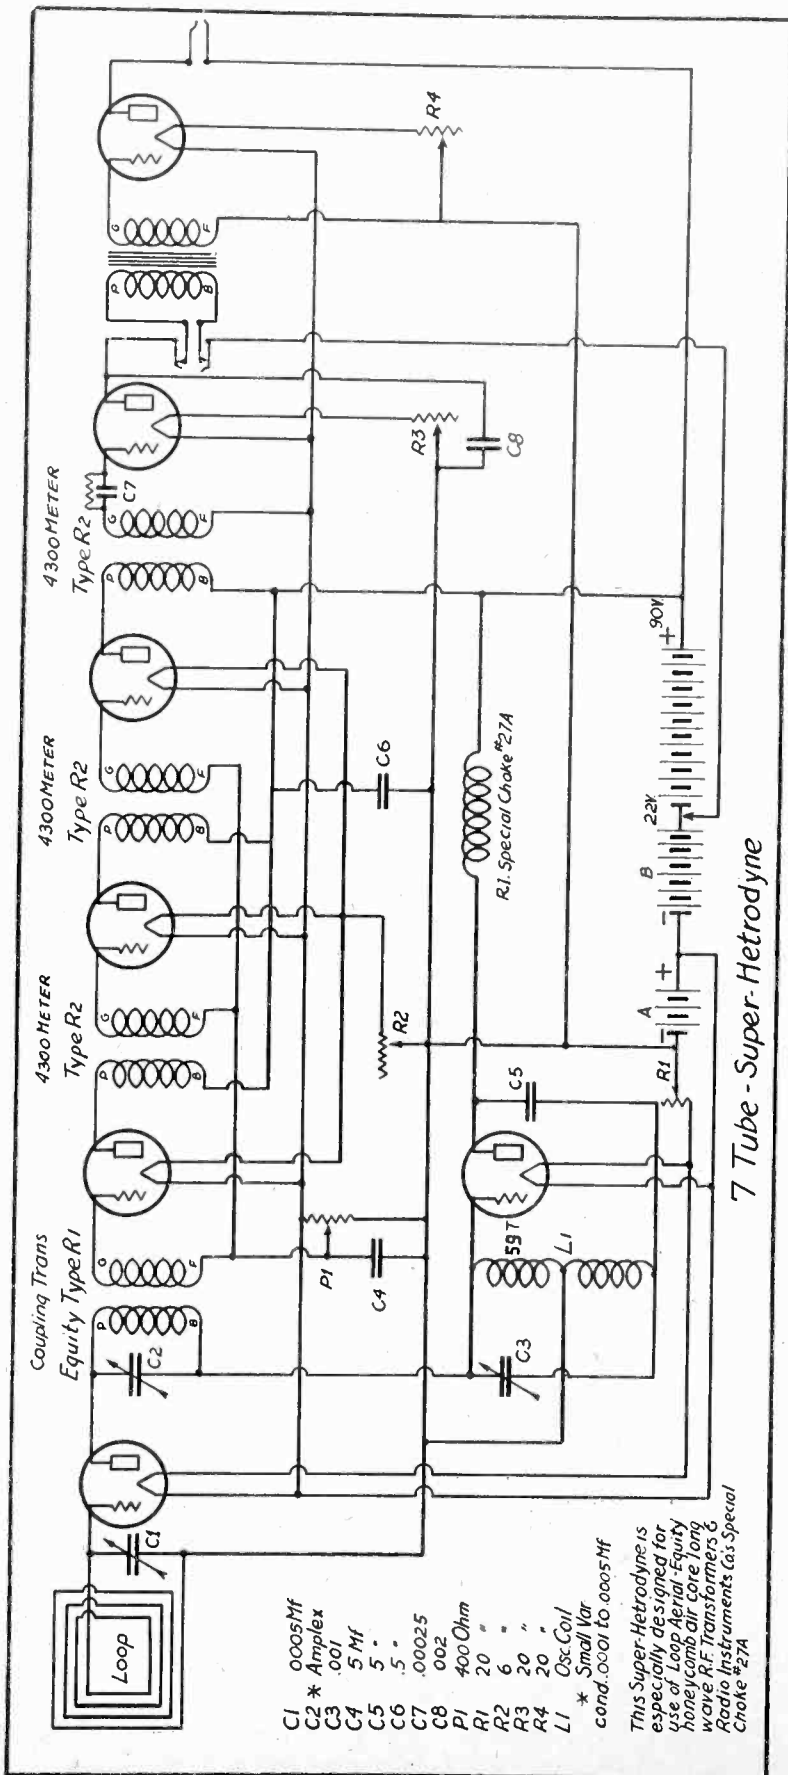 Loop
C1
Coupling Trans
Equity Type R1
P
B
G
F
C2
4300 METER
Type R2
P
B
G
F
4300 METER
Type R2
P
B
G
F
4300 METER
Type R2
P
B
G
F
C7
P
B
G
F
P1
C4
R2
C6
R3
C8
R4
C3
59T
L1
C5
R.I. Special Choke #27A
R1
- A +
- B 22V. 90V. +
C1 0005 Mf
C2 * Amplex
C3 .001
C4 5 Mf
C5 5 "
C6 .5 "
C7 .00025
C8 002
P1 400 Ohm
R1 20 "
R2 6 "
R3 20 "
R4 20 "
L1 Osc. Coil
* Small Var
cond. .0001 to .0005 Mf
This Super-Hetrodyne is
especially designed for
use of Loop Aerial-Equity
honeycomb air core long
wave R.F. Transformers &
Radio Instruments Co's Special
Choke #27A
7 Tube - Super-Hetrodyne